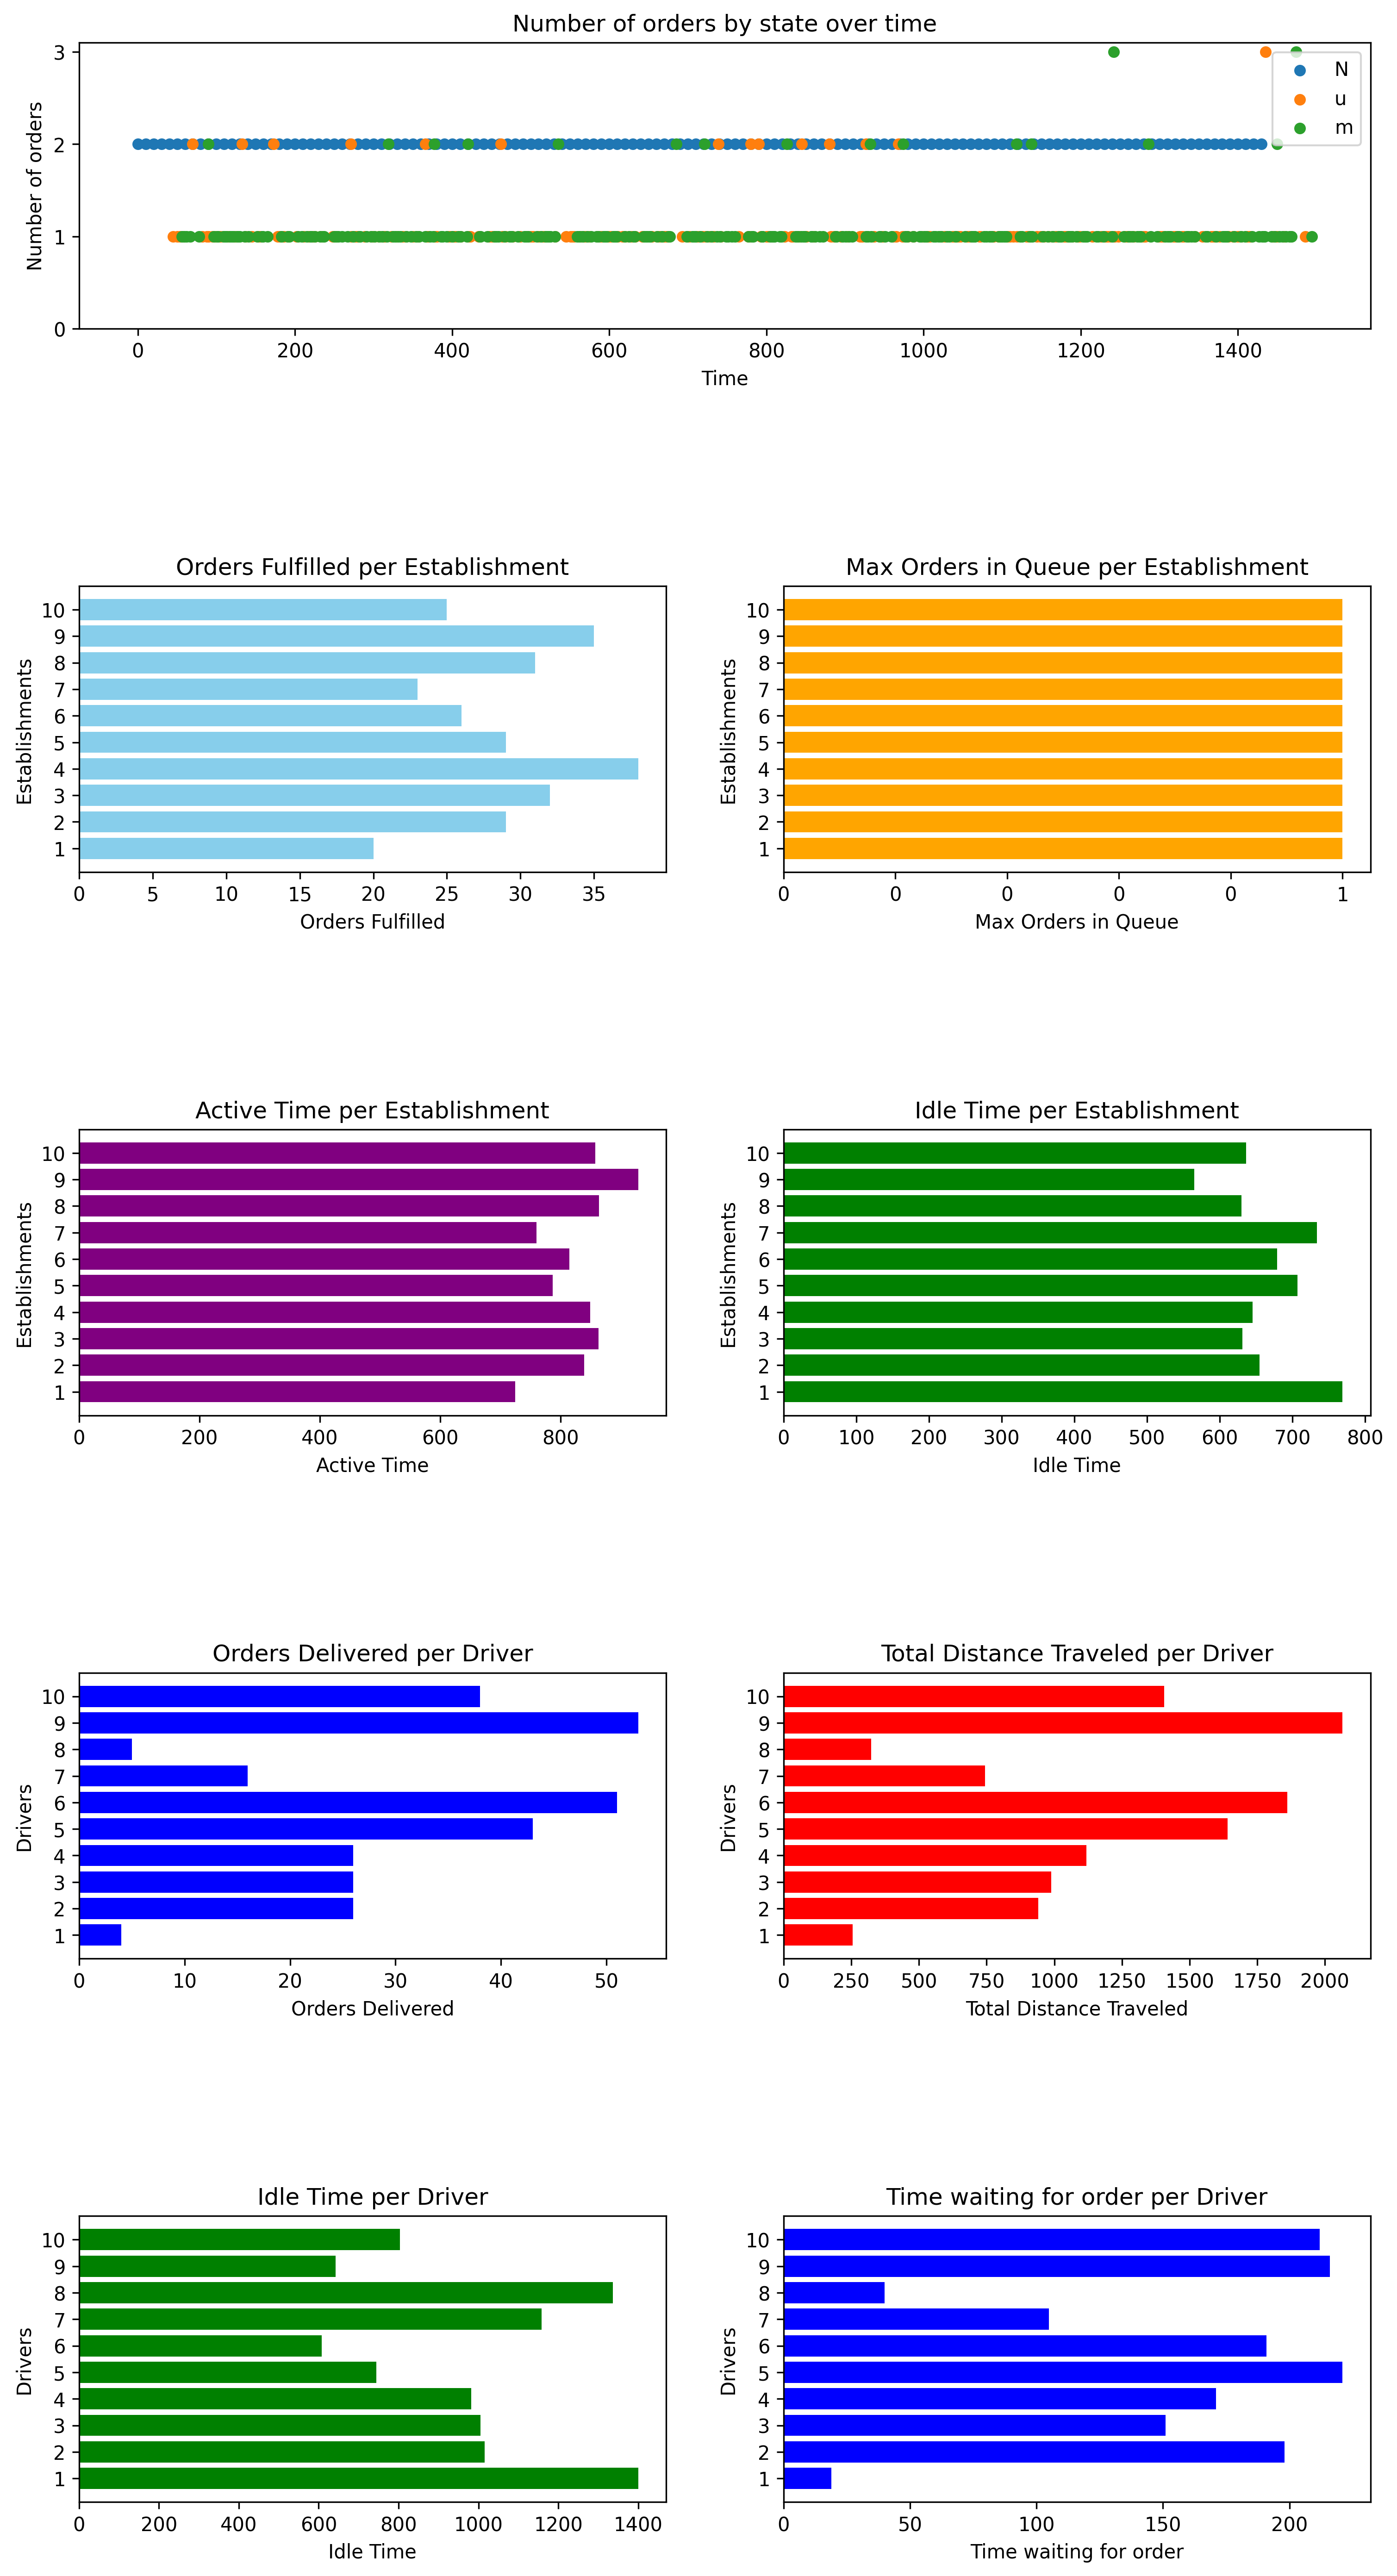 Number of orders by state over time
Number of orders
3
2
1
0
N
u
m
0 200 400 600 800 1000 1200 1400
Time
Orders Fulfilled per Establishment
Establishments
10
9
8
7
6
5
4
3
2
1
0 5 10 15 20 25 30 35
Orders Fulfilled
Max Orders in Queue per Establishment
Establishments
10
9
8
7
6
5
4
3
2
1
0 0 0 0 0 1
Max Orders in Queue
Active Time per Establishment
Establishments
10
9
8
7
6
5
4
3
2
1
0 200 400 600 800
Active Time
Idle Time per Establishment
Establishments
10
9
8
7
6
5
4
3
2
1
0 100 200 300 400 500 600 700 800
Idle Time
Orders Delivered per Driver
Drivers
10
9
8
7
6
5
4
3
2
1
0 10 20 30 40 50
Orders Delivered
Total Distance Traveled per Driver
Drivers
10
9
8
7
6
5
4
3
2
1
0 250 500 750 1000 1250 1500 1750 2000
Total Distance Traveled
Idle Time per Driver
Drivers
10
9
8
7
6
5
4
3
2
1
0 200 400 600 800 1000 1200 1400
Idle Time
Time waiting for order per Driver
Drivers
10
9
8
7
6
5
4
3
2
1
0 50 100 150 200
Time waiting for order